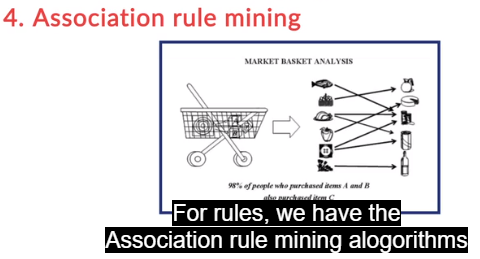 4. Association rule mining
MARKET BASKET ANALYSIS
98% of people who purchased items A and B
also purchased item C
For rules, we have the
Association rule mining alogorithms